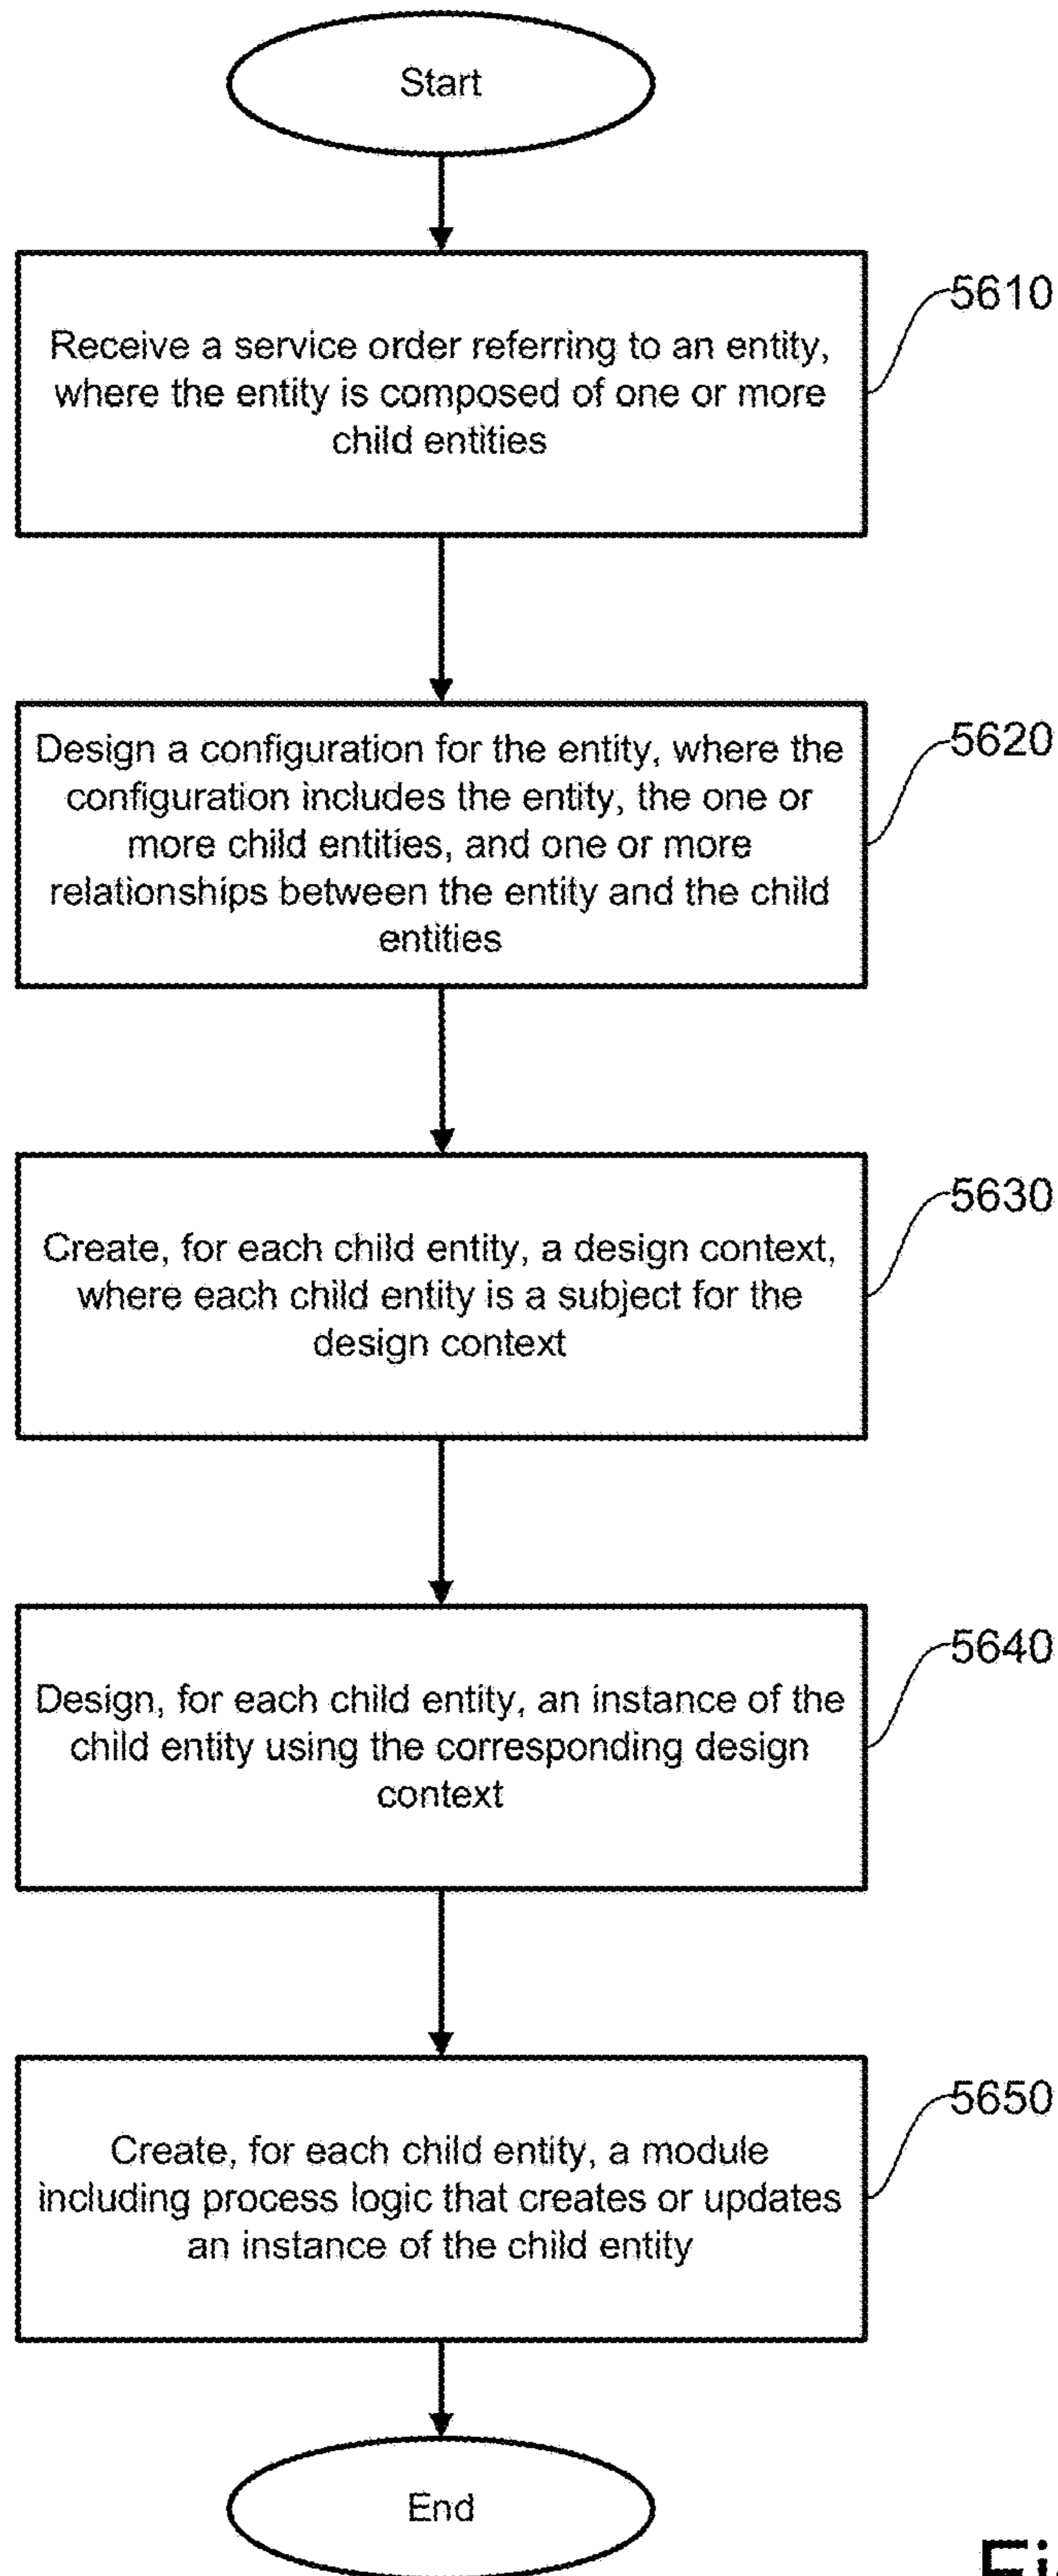 Start
5610
Receive a service order referring to an entity,
where the entity is composed of one or more
child entities
5620
Design a configuration for the entity, where the
configuration includes the entity, the one or
more child entities, and one or more
relationships between the entity and the child
entities
5630
Create, for each child entity, a design context,
where each child entity is a subject for the
design context
5640
Design, for each child entity, an instance of the
child entity using the corresponding design
context
5650
Create, for each child entity, a module
including process logic that creates or updates
an instance of the child entity
End